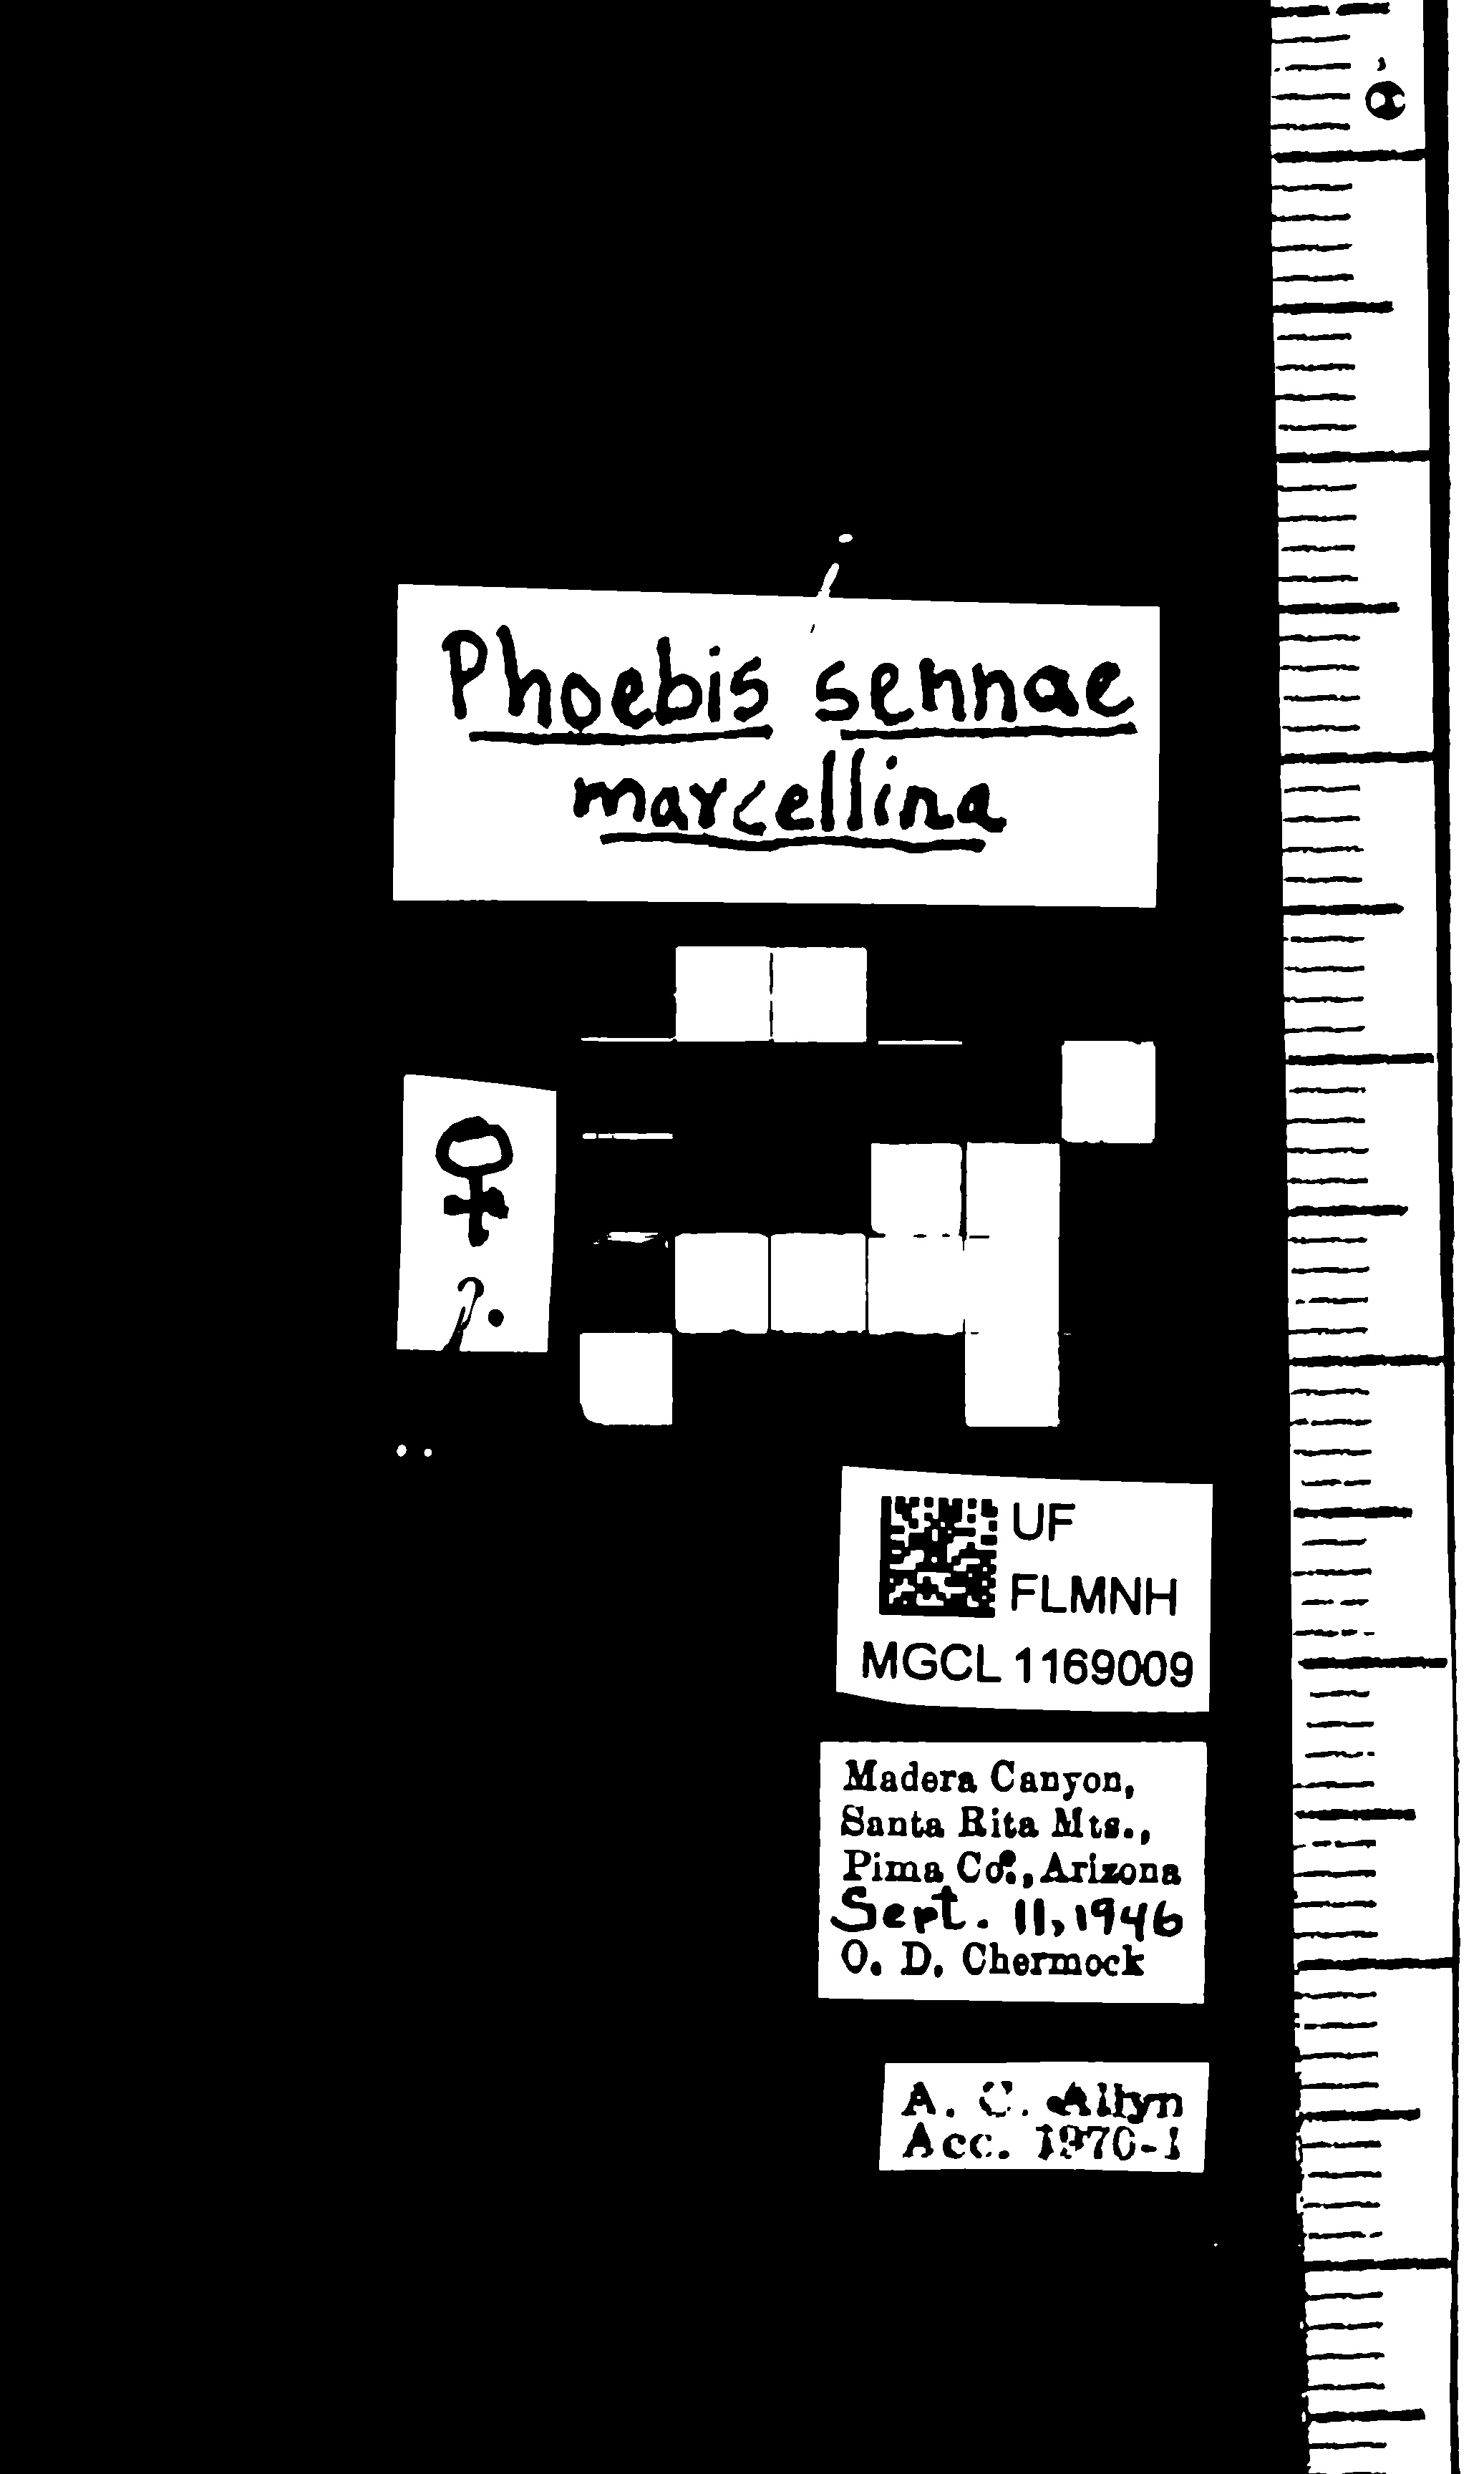 Phoebis sennae
marcellina
♀
?.
UF
FLMNH
MGCL 1169009
Madera Canyon,
Santa Rita Mts.,
Pima Co., Arizona
Sept. 11, 1946
O. D. Chermock
A. C. Allyn
Acc. 1970-1